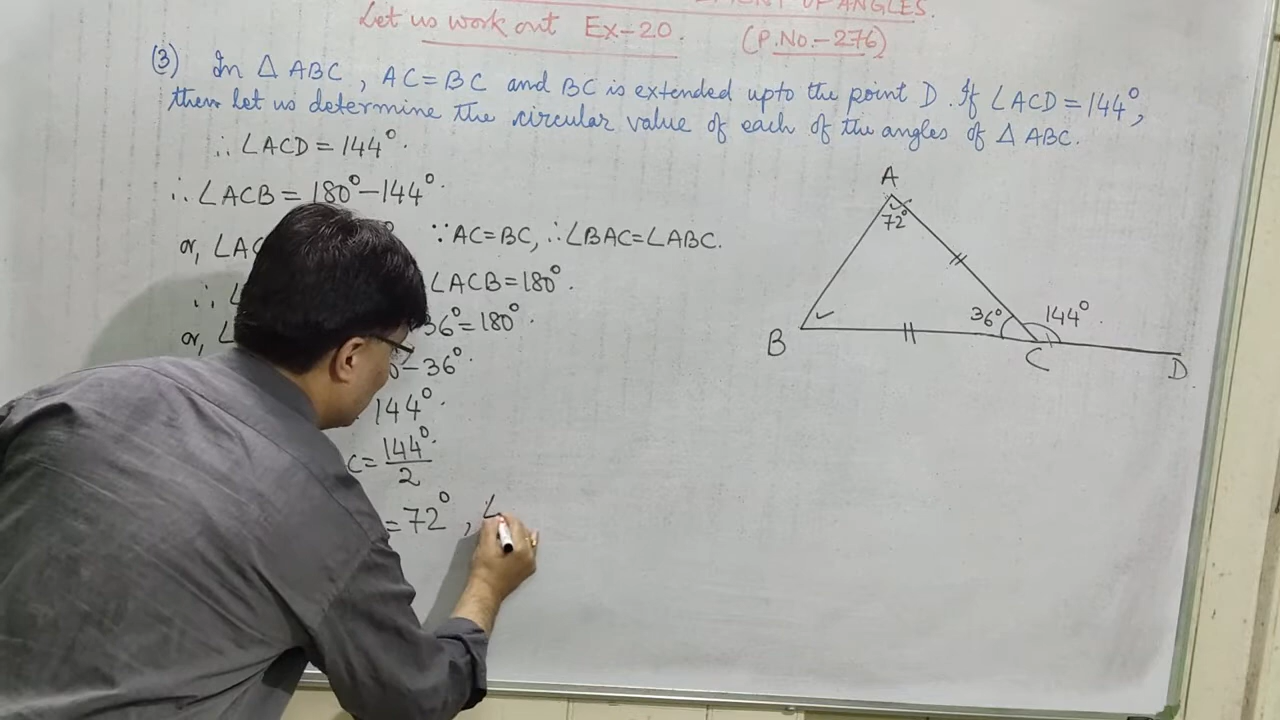 OF ANGLES.
Let us work out Ex-20. (P.No.-276)
(3) In △ ABC, AC=BC and BC is extended upto the point D. If ∠ACD=144°,
then let us determine the circular value of each of the angles of △ ABC.
∴ ∠ACD=144°.
∴ ∠ACB=180°-144°.
or, ∠AC
∵AC=BC, ∴∠BAC=∠ABC.
∴ ∠
∠ACB=180°.
or, ∠
36°=180°.
-36°.
144°.
C=144°/2
=72°, ∠
A
72°
B
36°
144°.
C
D.